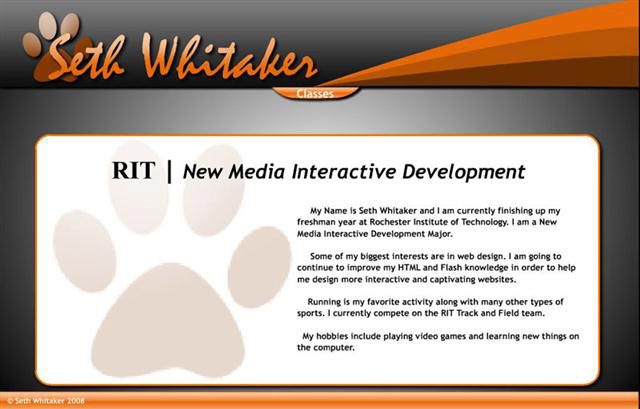 Seth Whitaker
Classes
RIT | New Media Interactive Development
My Name is Seth Whitaker and I am currently finishing up my
freshman year at Rochester Institute of Technology. I am a New
Media Interactive Development Major.
Some of my biggest interests are in web design. I am going to
continue to improve my HTML and Flash knowledge in order to help
me design more interactive and captivating websites.
Running is my favorite activity along with many other types of
sports. I currently compete on the RIT Track and Field team.
My hobbies include playing video games and learning new things on
the computer.
© Seth Whitaker 2008